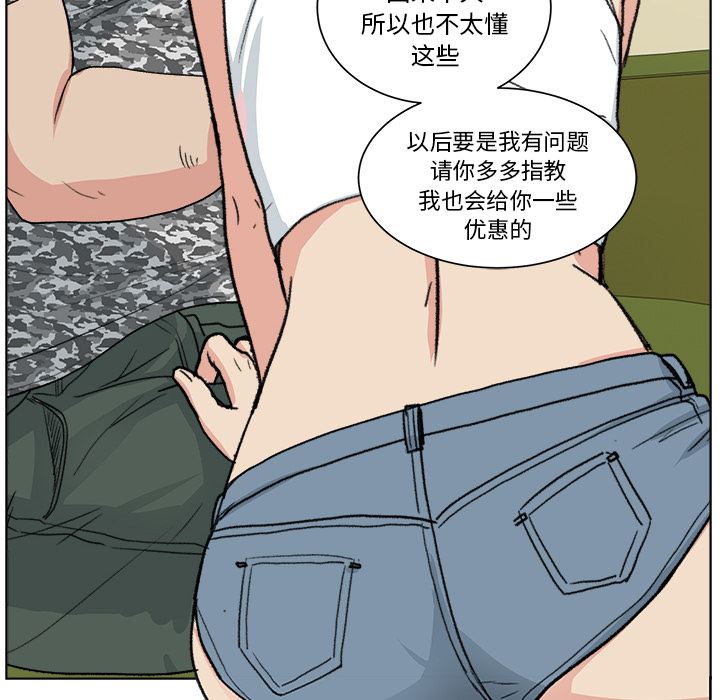 所以也不太懂
这些
以后要是我有问题
请你多多指教
我也会给你一些
优惠的